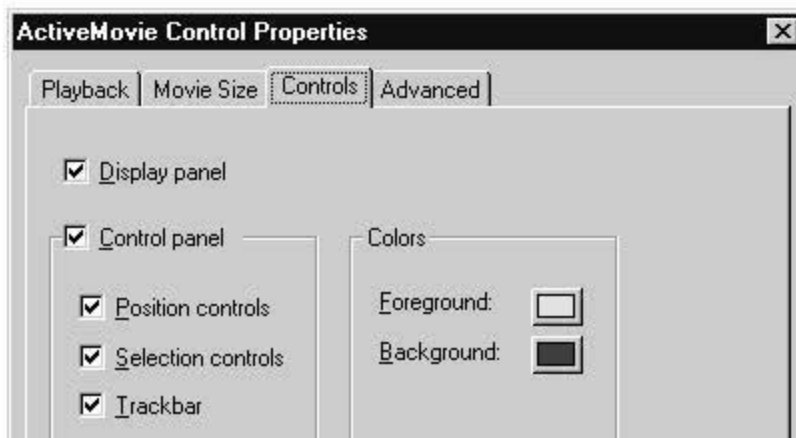 ActiveMovie Control Properties
Playback Movie Size Controls Advanced
Display panel
Control panel
Position controls
Selection controls
Trackbar
Colors
Foreground:
Background: